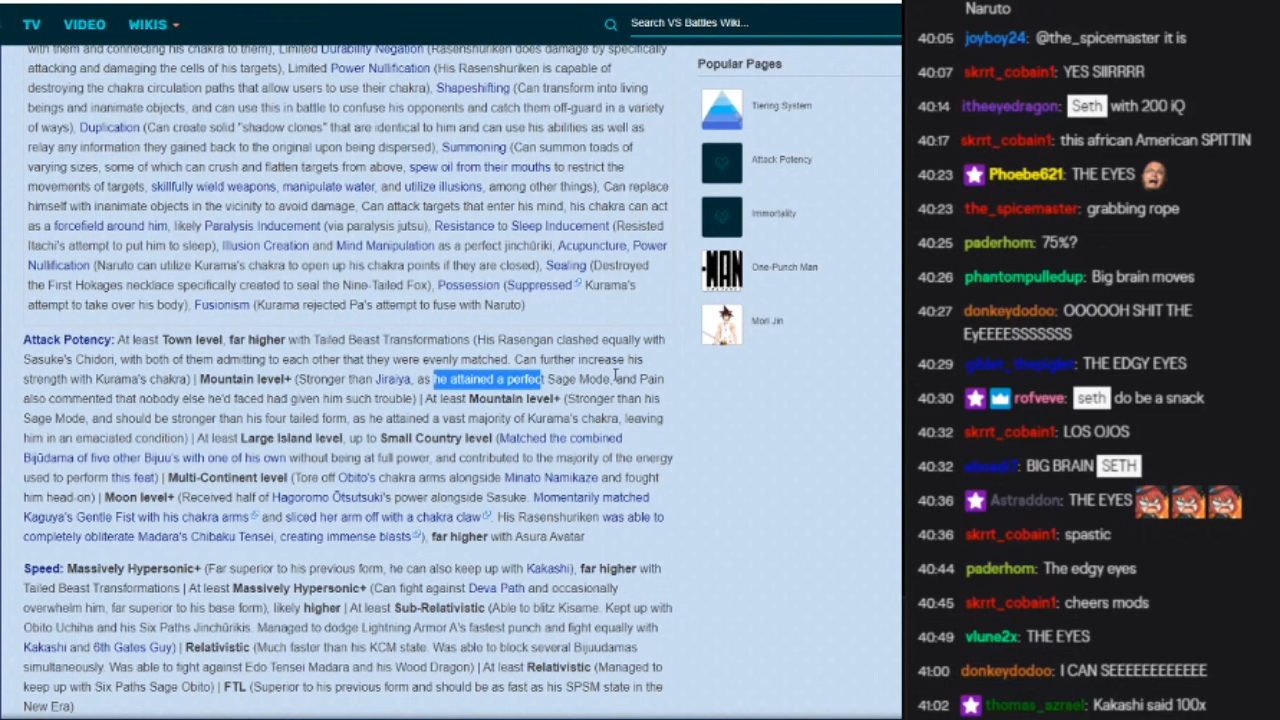 TV VIDEO WIKIS
Search VS Battles Wiki...
with them and connecting his chakra to them), Limited Durability Negation (Rasenshuriken does damage by specifically
attacking and damaging the cells of his targets), Limited Power Nullification (His Rasenshuriken is capable of
destroying the chakra circulation paths that allow users to use their chakra), Shapeshifting (Can transform into living
beings and inanimate objects, and can use this in battle to confuse his opponents and catch them off-guard in a variety
of ways), Duplication (Can create solid "shadow clones" that are identical to him and can use his abilities as well as
relay any information they gained back to the original upon being dispersed), Summoning (Can summon toads of
varying sizes, some of which can crush and flatten targets from above, spew oil from their mouths to restrict the
movements of targets, skillfully wield weapons, manipulate water, and utilize illusions, among other things), Can replace
himself with inanimate objects in the vicinity to avoid damage, Can attack targets that enter his mind, his chakra can act
as a forcefield around him, likely Paralysis Inducement (via paralysis jutsu), Resistance to Sleep Inducement (Resisted
Itachi's attempt to put him to sleep), Illusion Creation and Mind Manipulation as a perfect jinchūriki, Acupuncture, Power
Nullification (Naruto can utilize Kurama's chakra to open up his chakra points if they are closed), Sealing (Destroyed
the First Hokages necklace specifically created to seal the Nine-Tailed Fox), Possession (Suppressed Kurama's
attempt to take over his body), Fusionism (Kurama rejected Pa's attempt to fuse with Naruto)
Attack Potency: At least Town level, far higher with Tailed Beast Transformations (His Rasengan clashed equally with
Sasuke's Chidori, with both of them admitting to each other that they were evenly matched. Can further increase his
strength with Kurama's chakra) | Mountain level+ (Stronger than Jiraiya, as he attained a perfect Sage Mode, and Pain
also commented that nobody else he'd faced had given him such trouble) | At least Mountain level+ (Stronger than his
Sage Mode, and should be stronger than his four tailed form, as he attained a vast majority of Kurama's chakra, leaving
him in an emaciated condition) | At least Large Island level, up to Small Country level (Matched the combined
Bijūdama of five other Bijuu's with one of his own without being at full power, and contributed to the majority of the energy
used to perform this feat) | Multi-Continent level (Tore off Obito's chakra arms alongside Minato Namikaze and fought
him head-on) | Moon level+ (Received half of Hagoromo Ōtsutsuki's power alongside Sasuke. Momentarily matched
Kaguya's Gentle Fist with his chakra arms and sliced her arm off with a chakra claw. His Rasenshuriken was able to
completely obliterate Madara's Chibaku Tensei, creating immense blasts), far higher with Asura Avatar
Speed: Massively Hypersonic+ (Far superior to his previous form, he can also keep up with Kakashi), far higher with
Tailed Beast Transformations | At least Massively Hypersonic+ (Can fight against Deva Path and occasionally
overwhelm him, far superior to his base form), likely higher | At least Sub-Relativistic (Able to blitz Kisame. Kept up with
Obito Uchiha and his Six Paths Jinchūrikis. Managed to dodge Lightning Armor A's fastest punch and fight equally with
Kakashi and 6th Gates Guy) | Relativistic (Much faster than his KCM state. Was able to block several Bijuudamas
simultaneously. Was able to fight against Edo Tensei Madara and his Wood Dragon) | At least Relativistic (Managed to
keep up with Six Paths Sage Obito) | FTL (Superior to his previous form and should be as fast as his SPSM state in the
New Era)
Popular Pages
Tiering System
Attack Potency
Immortality
MAN
One-Punch Man
Mori Jin
Naruto
40:05 joyboy24: @the_spicemaster it is
40:07 skrrt_cobain1: YES SIIRRRR
40:14 itheeyedragon: Seth with 200 iQ
40:17 skrrt_cobain1: this african American SPITTIN
40:23 Phoebe621: THE EYES
40:23 the_spicemaster: grabbing rope
40:25 paderhom: 75%?
40:26 phantompulledup: Big brain moves
40:27 donkeydodoo: OOOOOH SHIT THE
EyEEEESSSSSSS
40:29 THE EDGY EYES
40:30 rofveve: seth do be a snack
40:32 skrrt_cobain1: LOS OJOS
40:32 BIG BRAIN SETH
40:36 Astraddon: THE EYES
40:36 skrrt_cobain1: spastic
40:44 paderhom: The edgy eyes
40:45 skrrt_cobain1: cheers mods
40:49 vlune2x: THE EYES
41:00 donkeydodoo: I CAN SEEEEEEEEEEEE
41:02 thomas_azrael: Kakashi said 100x